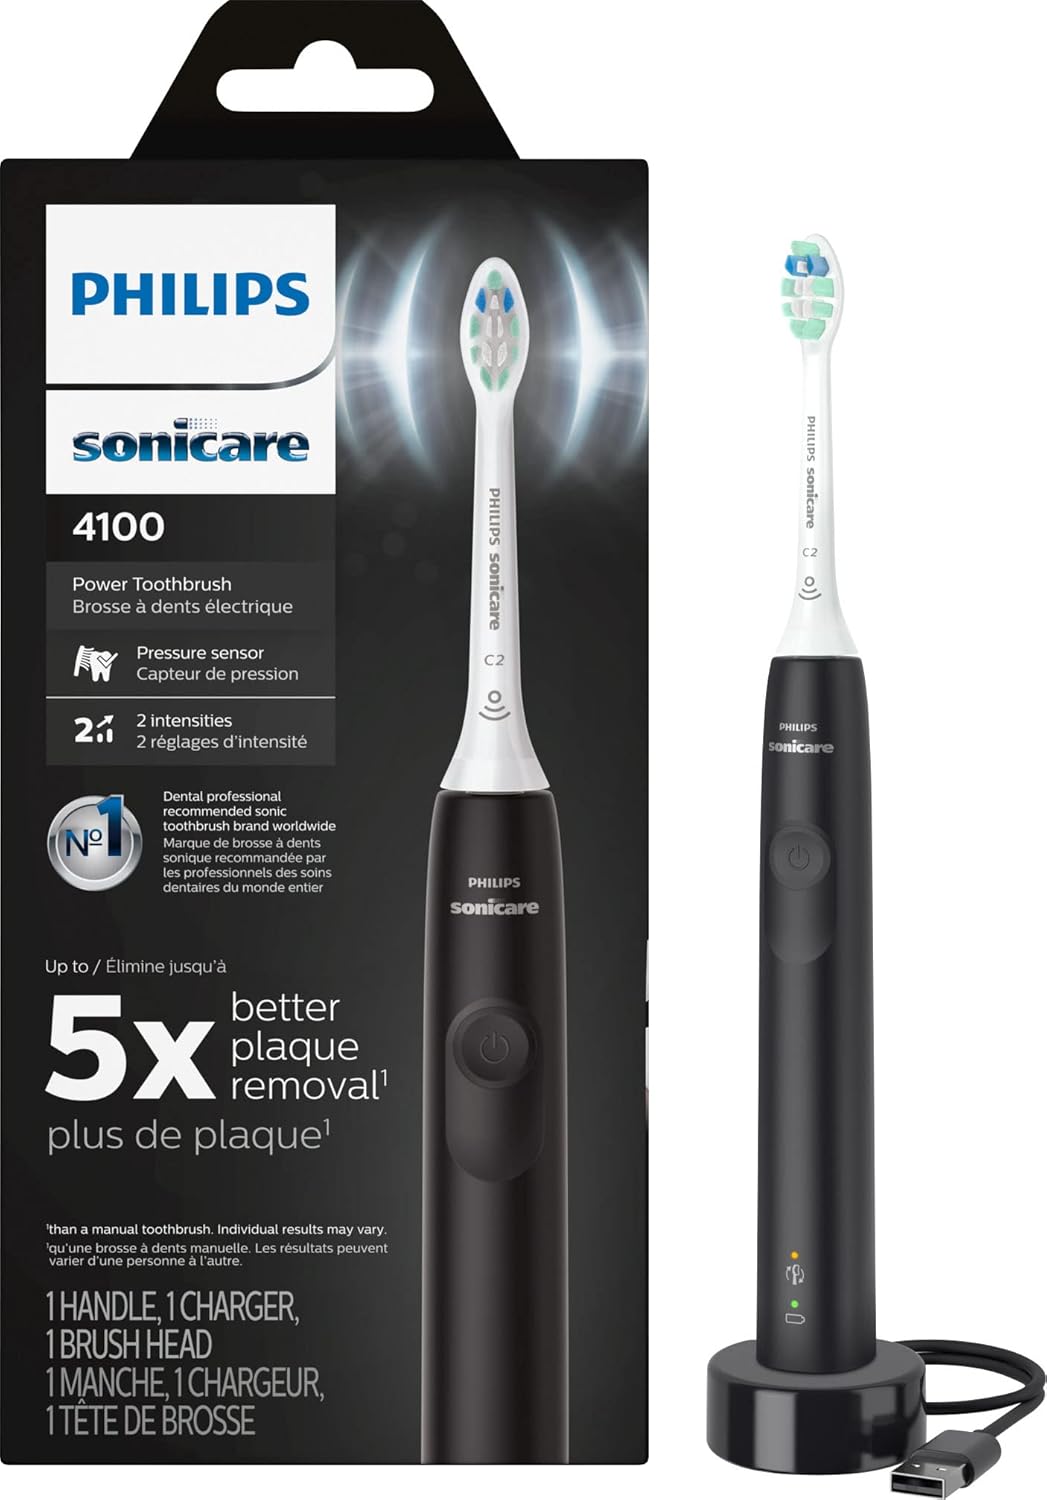 PHILIPS
sonicare
4100
Power Toothbrush
Brosse à dents électrique
Pressure sensor
Capteur de pression
2
2 intensities
2 réglages d'intensité
Nº1
Dental professional
recommended sonic
toothbrush brand worldwide
Marque de brosse à dents
sonique recommandée par
les professionnels des soins
dentaires du monde entier
Up to / Élimine jusqu'à
5x
better
plaque
removal¹
plus de plaque¹
¹than a manual toothbrush. Individual results may vary.
¹qu'une brosse à dents manuelle. Les résultats peuvent
varier d'une personne à l'autre.
1 HANDLE, 1 CHARGER,
1 BRUSH HEAD
1 MANCHE, 1 CHARGEUR,
1 TÊTE DE BROSSE
PHILIPS sonicare
C2
PHILIPS
sonicare
PHILIPS sonicare
C2
PHILIPS
sonicare